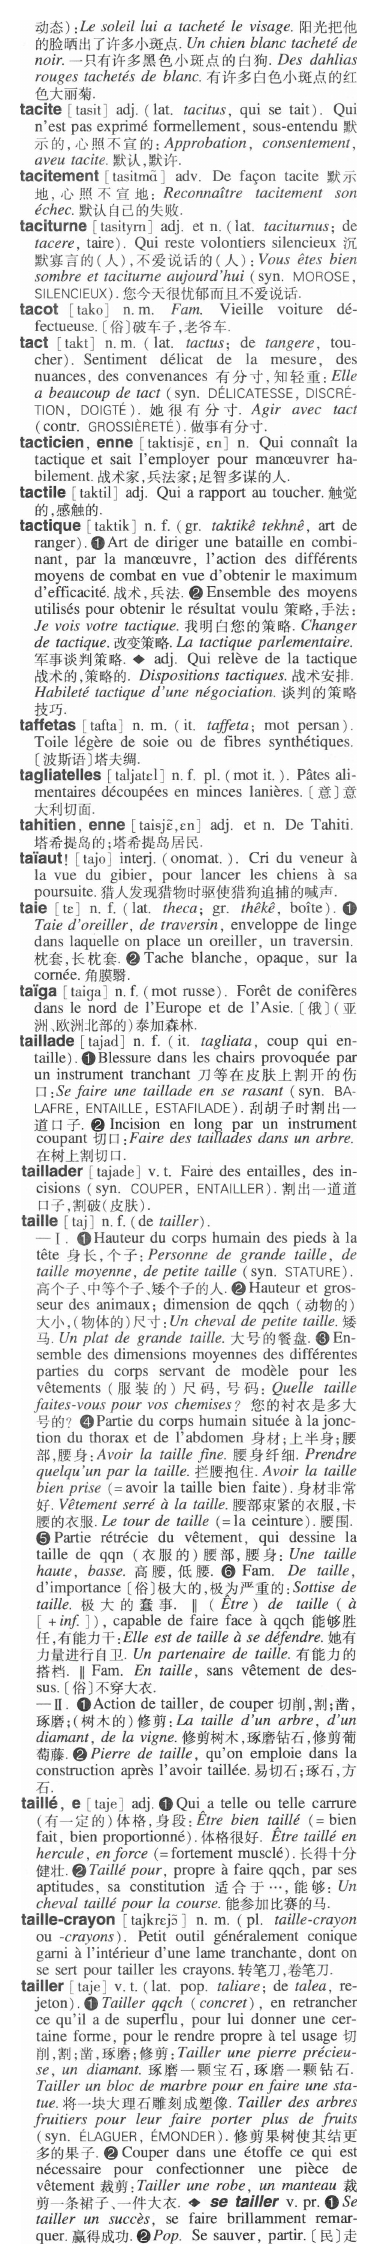 动态) : Le soleil lui a tacheté le visage. 阳光把他
的脸晒出了许多小斑点. Un chien blanc tacheté de
noir. 一只有许多黑色小斑点的白狗. Des dahlias
rouges tachetés de blanc. 有许多白色小斑点的红
色大丽菊.
tacite [tasit] adj. (lat. tacitus, qui se tait). Qui
n'est pas exprimé formellement, sous-entendu 默
示的, 心照不宣的: Approbation, consentement,
aveu tacite. 默认,默许.
tacitement [tasitmɑ̃] adv. De façon tacite 默示
地, 心照不宣地: Reconnaître tacitement son
échec. 默认自己的失败.
taciturne [tasityrn] adj. et n. (lat. taciturnus; de
tacere, taire). Qui reste volontiers silencieux 沉
默寡言的(人),不爱说话的(人): Vous êtes bien
sombre et taciturne aujourd'hui (syn. MOROSE,
SILENCIEUX). 您今天很忧郁而且不爱说话.
tacot [tako] n. m. Fam. Vieille voiture dé-
fectueuse. [俗]破车子,老爷车.
tact [takt] n. m. (lat. tactus; de tangere, tou-
cher). Sentiment délicat de la mesure, des
nuances, des convenances 有分寸,知轻重: Elle
a beaucoup de tact (syn. DÉLICATESSE, DISCRÉ-
TION, DOIGTÉ). 她很有分寸. Agir avec tact
(contr. GROSSIÈRETÉ). 做事有分寸.
tacticien, enne [taktisjɛ̃, ɛn] n. Qui connaît la
tactique et sait l'employer pour manœuvrer ha-
bilement. 战术家,兵法家;足智多谋的人.
tactile [taktil] adj. Qui a rapport au toucher. 触觉
的,感触的.
tactique [taktik] n. f. (gr. taktikê tekhnê, art de
ranger). ❶ Art de diriger une bataille en combi-
nant, par la manœuvre, l'action des différents
moyens de combat en vue d'obtenir le maximum
d'efficacité. 战术,兵法. ❷ Ensemble des moyens
utilisés pour obtenir le résultat voulu 策略,手法:
Je vois votre tactique. 我明白您的策略. Changer
de tactique. 改变策略. La tactique parlementaire.
军事谈判策略. ◆ adj. Qui relève de la tactique
战术的,策略的. Dispositions tactiques. 战术安排.
Habileté tactique d'une négociation. 谈判的策略
技巧.
taffetas [tafta] n. m. (it. taffeta; mot persan).
Toile légère de soie ou de fibres synthétiques.
[波斯语]塔夫绸.
tagliatelles [taljatɛl] n. f. pl. (mot it.). Pâtes ali-
mentaires découpées en minces lanières. [意]意
大利切面.
tahitien, enne [taisjɛ̃, ɛn] adj. et n. De Tahiti.
塔希提岛的;塔希提岛居民.
taïaut! [tajo] interj. (onomat.). Cri du veneur à
la vue du gibier, pour lancer les chiens à sa
poursuite. 猎人发现猎物时驱使猎狗追捕的喊声.
taie [tɛ] n. f. (lat. theca; gr. thêkê, boîte). ❶
Taie d'oreiller, de traversin, enveloppe de linge
dans laquelle on place un oreiller, un traversin.
枕套,长枕套. ❷ Tache blanche, opaque, sur la
cornée. 角膜翳.
taïga [taiga] n. f. (mot russe). Forêt de conifères
dans le nord de l'Europe et de l'Asie. [俄](亚
洲、欧洲北部的)泰加森林.
taillade [tajad] n. f. (it. tagliata, coup qui en-
taille). ❶ Blessure dans les chairs provoquée par
un instrument tranchant 刀等在皮肤上割开的伤
口: Se faire une taillade en se rasant (syn. BA-
LAFRE, ENTAILLE, ESTAFILADE). 刮胡子时割出一
道口子. ❷ Incision en long par un instrument
coupant 切口: Faire des taillades dans un arbre.
在树上割切口.
taillader [tajade] v. t. Faire des entailles, des in-
cisions (syn. COUPER, ENTAILLER). 割出一道道
口子,割破(皮肤).
taille [taj] n. f. (de tailler).
—Ⅰ. ❶ Hauteur du corps humain des pieds à la
tête 身长,个子: Personne de grande taille, de
taille moyenne, de petite taille (syn. STATURE).
高个子、中等个子、矮个子的人. ❷ Hauteur et gros-
seur des animaux; dimension de qqch (动物的)
大小,(物体的)尺寸: Un cheval de petite taille. 矮
马. Un plat de grande taille. 大号的餐盘. ❸ En-
semble des dimensions moyennes des différentes
parties du corps servant de modèle pour les
vêtements (服装的)尺码,号码: Quelle taille
faites-vous pour vos chemises? 您的衬衣是多大
号的? ❹ Partie du corps humain située à la jonc-
tion du thorax et de l'abdomen 身材;上半身;腰
部,腰身: Avoir la taille fine. 腰身纤细. Prendre
quelqu'un par la taille. 拦腰抱住. Avoir la taille
bien prise (= avoir la taille bien faite). 身材非常
好. Vêtement serré à la taille. 腰部束紧的衣服,卡
腰的衣服. Le tour de taille (= la ceinture). 腰围.
❺ Partie rétrécie du vêtement, qui dessine la
taille de qqn (衣服的)腰部,腰身: Une taille
haute, basse. 高腰,低腰. ❻ Fam. De taille,
d'importance [俗]极大的,极为严重的: Sottise de
taille. 极大的蠢事. ‖ (Être) de taille (à
[ + inf. ]), capable de faire face à qqch 能够胜
任,有能力干: Elle est de taille à se défendre. 她有
力量进行自卫. Un partenaire de taille. 有能力的
搭档. ‖ Fam. En taille, sans vêtement de des-
sus. [俗]不穿大衣.
—Ⅱ. ❶ Action de tailler, de couper 切削,割;凿,
琢磨;(树木的)修剪: La taille d'un arbre, d'un
diamant, de la vigne. 修剪树木,琢磨钻石,修剪葡
萄藤. ❷ Pierre de taille, qu'on emploie dans la
construction après l'avoir taillée. 易切石;琢石,方
石.
taillé, e [taje] adj. ❶ Qui a telle ou telle carrure
(有一定的)体格,身段: Être bien taillé (= bien
fait, bien proportionné). 体格很好. Être taillé en
hercule, en force (= fortement musclé). 长得十分
健壮. ❷ Taillé pour, propre à faire qqch, par ses
aptitudes, sa constitution 适合于…,能够: Un
cheval taillé pour la course. 能参加比赛的马.
taille-crayon [tajkrɛjɔ̃] n. m. (pl. taille-crayon
ou -crayons). Petit outil généralement conique
garni à l'intérieur d'une lame tranchante, dont on
se sert pour tailler les crayons. 转笔刀,卷笔刀.
tailler [taje] v. t. (lat. pop. taliare; de talea, re-
jeton). ❶ Tailler qqch (concret), en retrancher
ce qu'il a de superflu, pour lui donner une cer-
taine forme, pour le rendre propre à tel usage 切
削,割;凿,琢磨;修剪: Tailler une pierre précieu-
se, un diamant. 琢磨一颗宝石,琢磨一颗钻石.
Tailler un bloc de marbre pour en faire une sta-
tue. 将一块大理石雕刻成塑像. Tailler des arbres
fruitiers pour leur faire porter plus de fruits
(syn. ÉLAGUER, ÉMONDER). 修剪果树使其结更
多的果子. ❷ Couper dans une étoffe ce qui est
nécessaire pour confectionner une pièce de
vêtement 裁剪: Tailler une robe, un manteau 裁
剪一条裙子、一件大衣. ◆ se tailler v. pr. ❶ Se
tailler un succès, se faire brillamment remar-
quer. 赢得成功. ❷ Pop. Se sauver, partir. [民]走